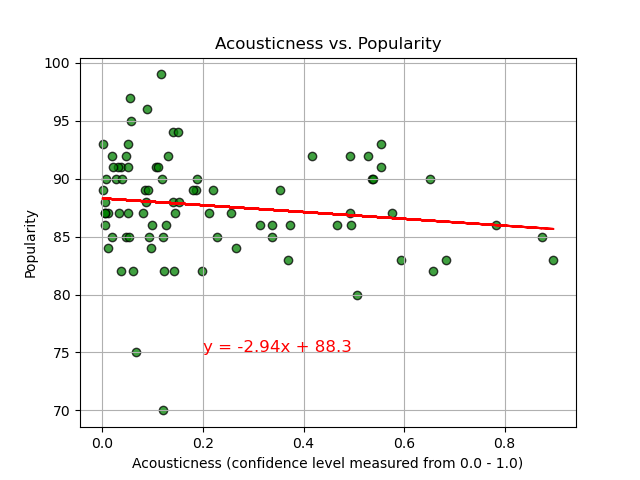 Acousticness vs. Popularity
100
95
90
85
80
75
70
Popularity
y = -2.94x + 88.3
0.0 0.2 0.4 0.6 0.8
Acousticness (confidence level measured from 0.0 - 1.0)